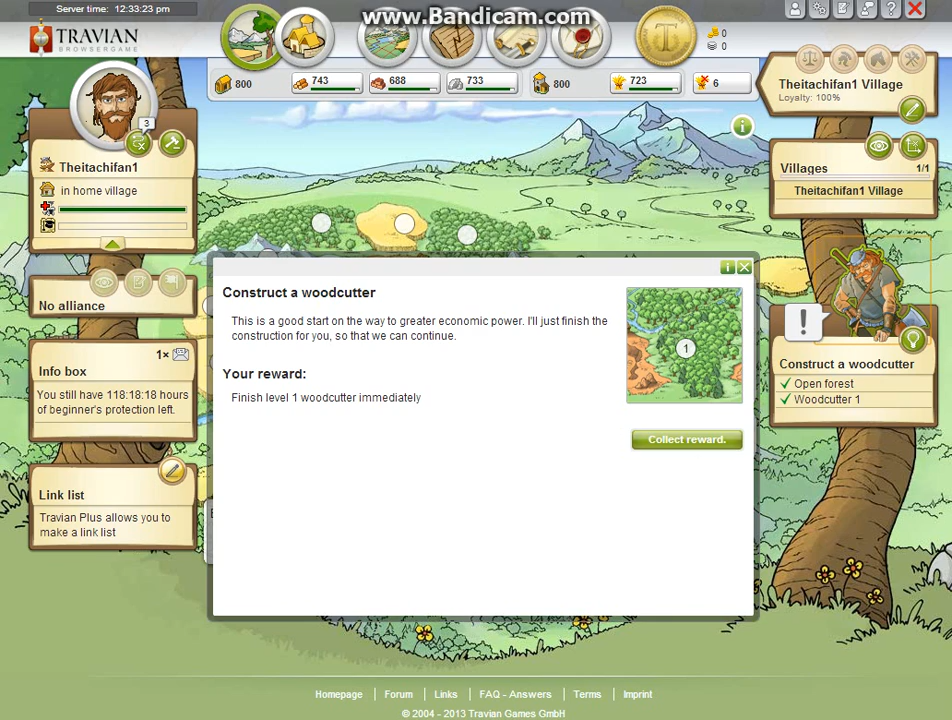 Server time: 12:33:23 pm
www.Bandicam.com
TRAVIAN
BROWSERGAME
T
0
0
800
743
688
733
800
723
6
Theitachifan1 Village
Loyalty: 100%
3
Theitachifan1
in home village
Villages
1/1
Theitachifan1 Village
No alliance
1×
Info box
You still have 118:18:18 hours
of beginner's protection left.
Link list
Travian Plus allows you to
make a link list
Construct a woodcutter
This is a good start on the way to greater economic power. I'll just finish the
construction for you, so that we can continue.
Your reward:
Finish level 1 woodcutter immediately
1
Collect reward.
!
Construct a woodcutter
Open forest
Woodcutter 1
Homepage
Forum
Links
FAQ - Answers
Terms
Imprint
© 2004 - 2013 Travian Games GmbH